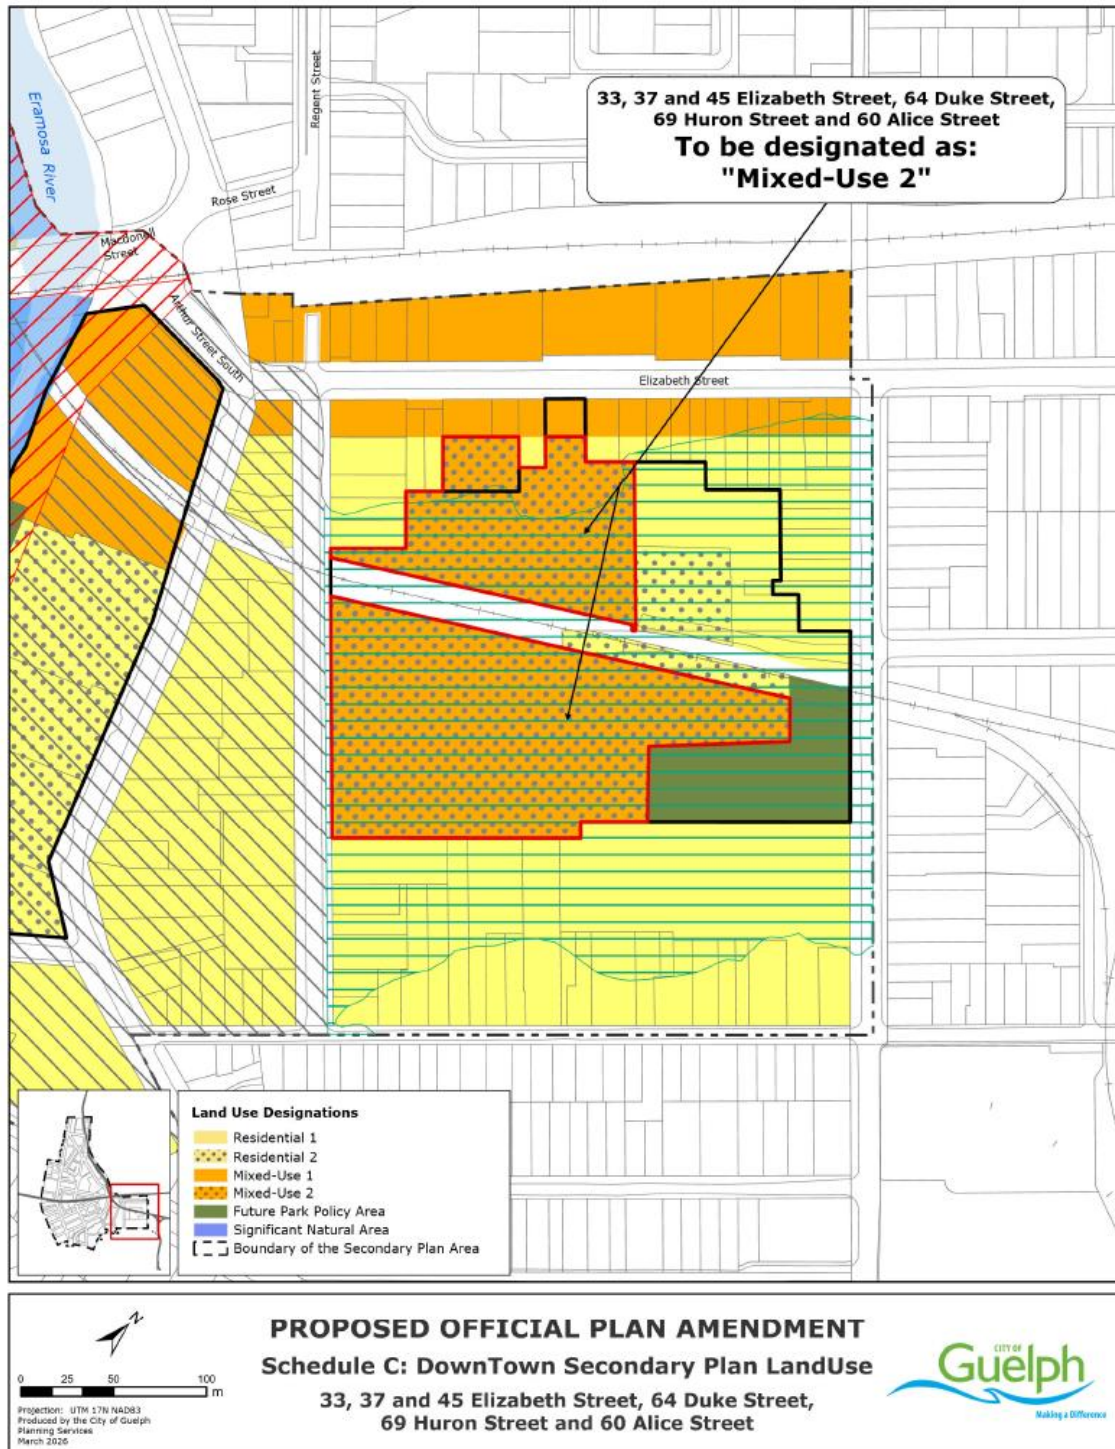 Eramosa River
Regent Street
33, 37 and 45 Elizabeth Street, 64 Duke Street,
69 Huron Street and 60 Alice Street
To be designated as:
"Mixed-Use 2"
Rose Street
Macdonell
Street
Arthur Street South
Elizabeth Street
Land Use Designations
Residential 1
Residential 2
Mixed-Use 1
Mixed-Use 2
Future Park Policy Area
Significant Natural Area
Boundary of the Secondary Plan Area
N
0 25 50 100
m
Projection: UTM 17N NAD83
Produced by the City of Guelph
Planning Services
March 2026
PROPOSED OFFICIAL PLAN AMENDMENT
Schedule C: DownTown Secondary Plan LandUse
33, 37 and 45 Elizabeth Street, 64 Duke Street,
69 Huron Street and 60 Alice Street
CITY OF
Guelph
Making a Difference